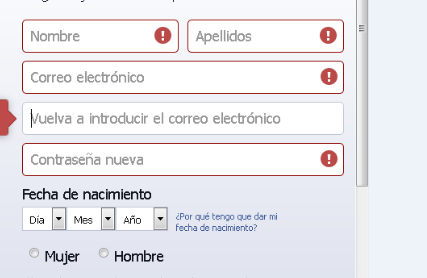 Nombre
Apellidos
Correo electrónico
Vuelva a introducir el correo electrónico
Contraseña nueva
Fecha de nacimiento
Día Mes Año ¿Por qué tengo que dar mi
fecha de nacimiento?
Mujer Hombre